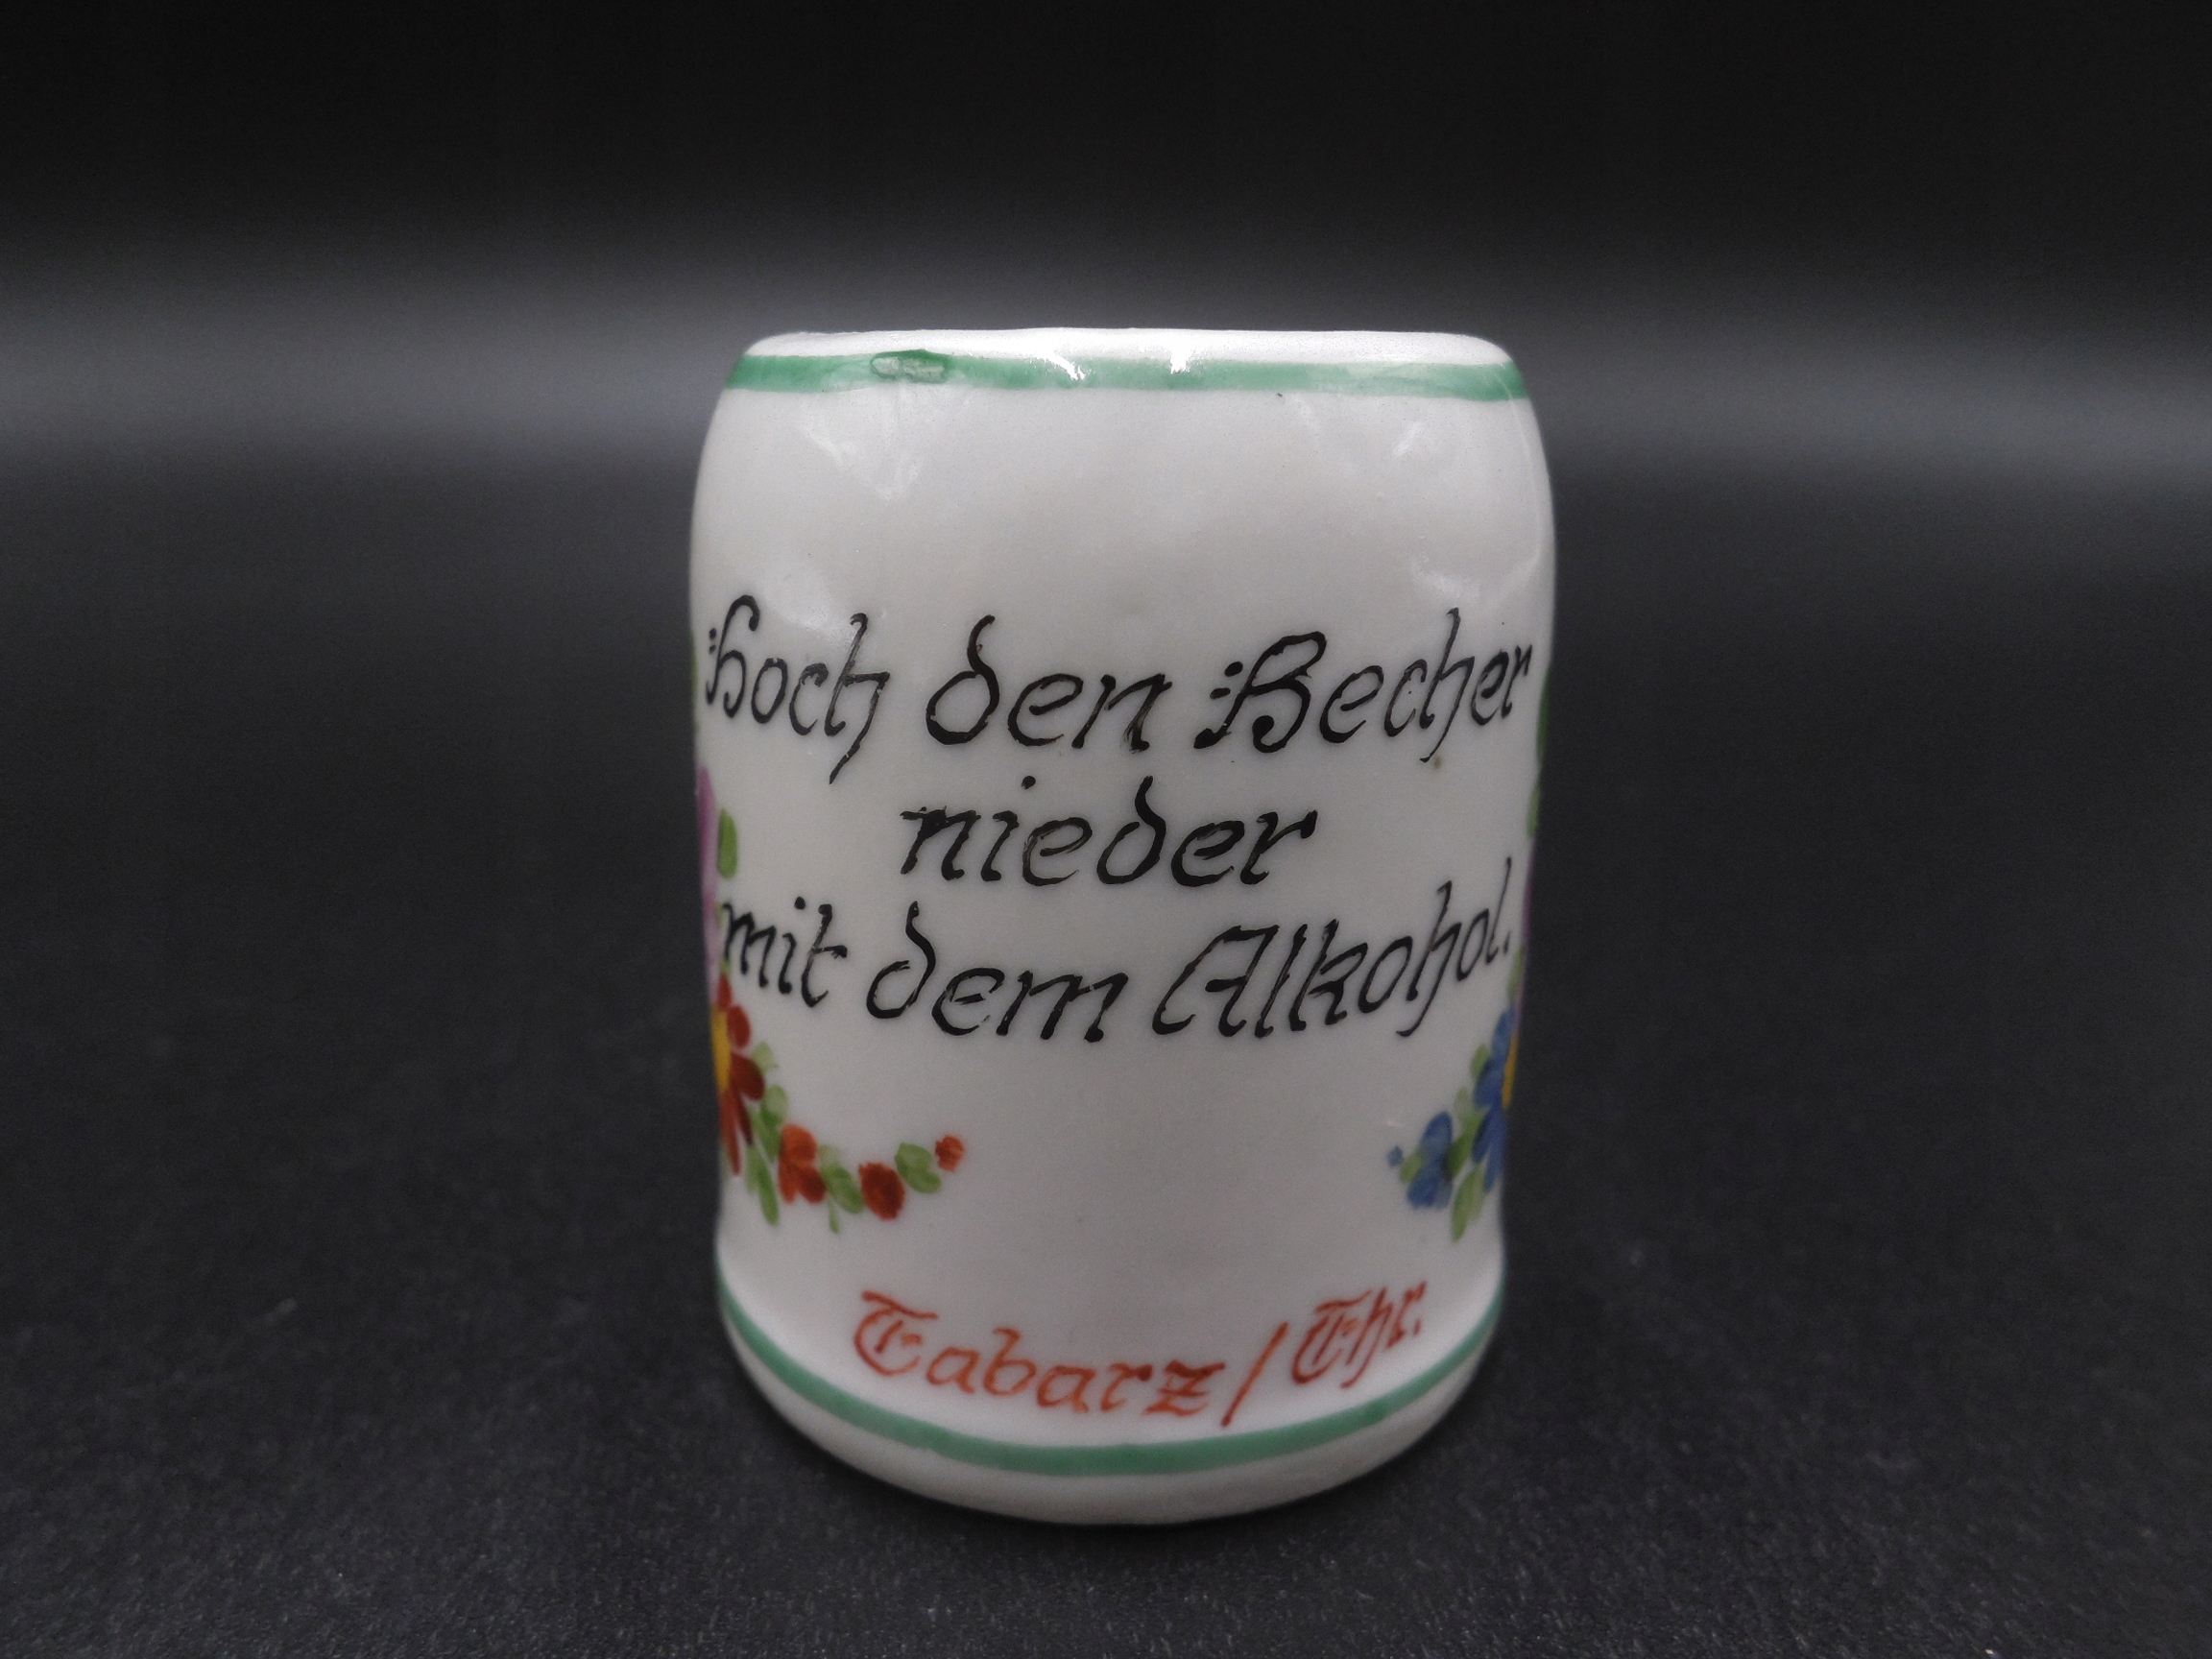 Hoch den Becher
nieder
mit dem Alkohol.
Tabarz / Thr.